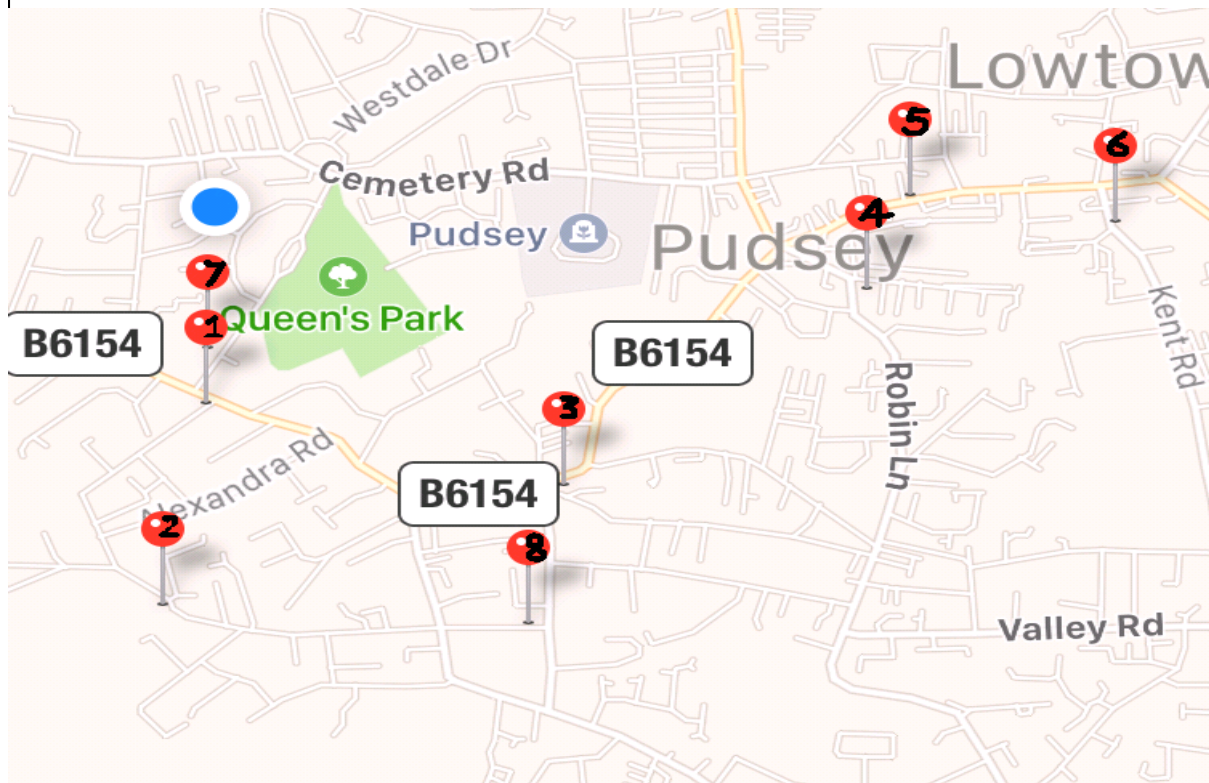 Lowtow
Westdale Dr
5
6
Cemetery Rd
4
Pudsey
Pudsey
7
1
Queen's Park
B6154
B6154
Kent Rd
3
Robin Ln
Alexandra Rd
B6154
2
8
Valley Rd